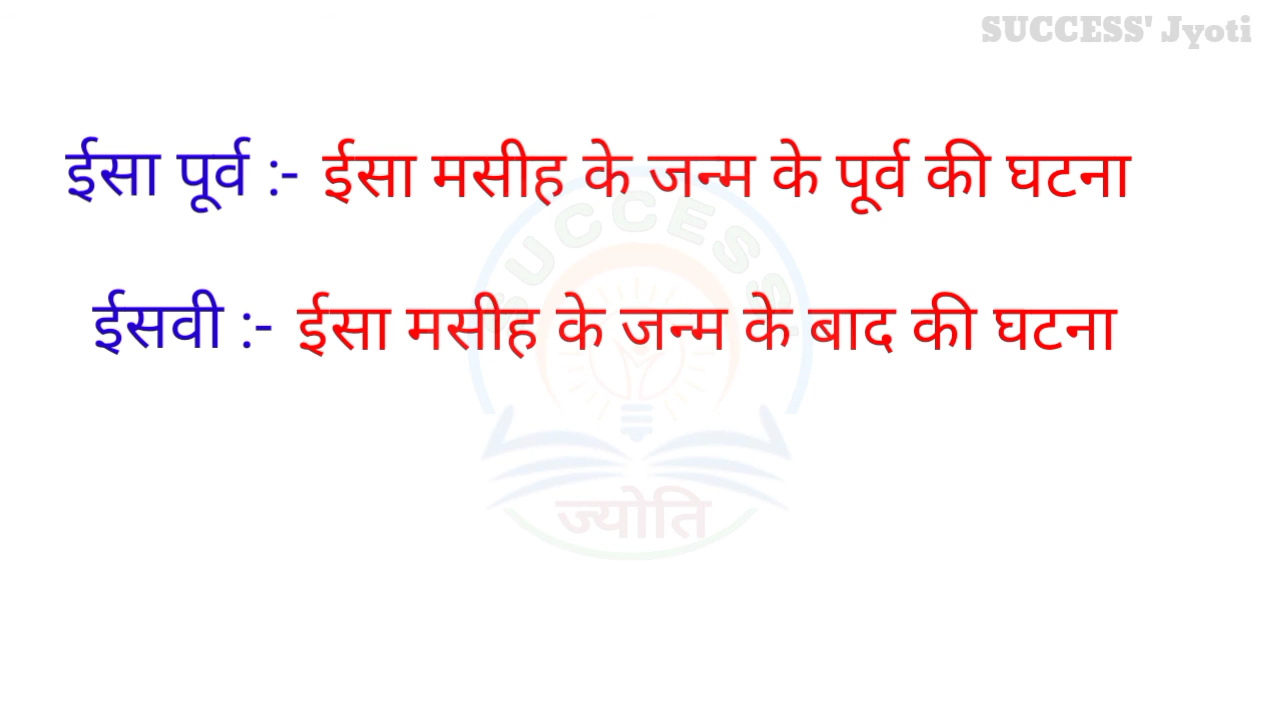 SUCCESS' Jyoti
ईसा पूर्व :- ईसा मसीह के जन्म के पूर्व की घटना
SUCCESS'
ईसवी :- ईसा मसीह के जन्म के बाद की घटना
ज्योति